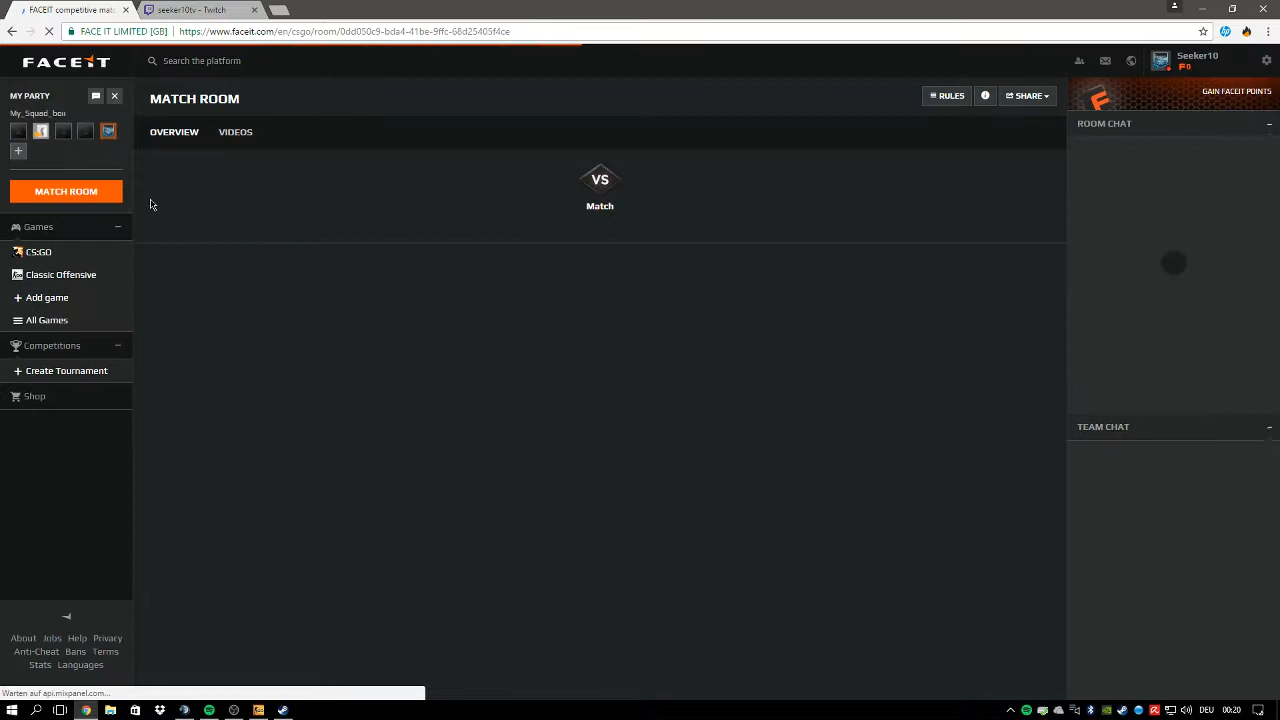 FACEIT competitive matc
seeker10tv - Twitch
FACE IT LIMITED [GB]
https://www.faceit.com/en/csgo/room/0dd050c9-bda4-41be-9ffc-68d25405f4ce
FACEIT
Search the platform
Seeker10
F0
MY PARTY
My_Squad_box
MATCH ROOM
Games
CS:GO
Classic Offensive
Add game
All Games
Competitions
Create Tournament
Shop
About Jobs Help Privacy
Anti-Cheat Bans Terms
Stats Languages
MATCH ROOM
RULES
SHARE
OVERVIEW VIDEOS
VS
Match
GAIN FACEIT POINTS
ROOM CHAT
TEAM CHAT
Warten auf api.mixpanel.com...
DEU 00:20